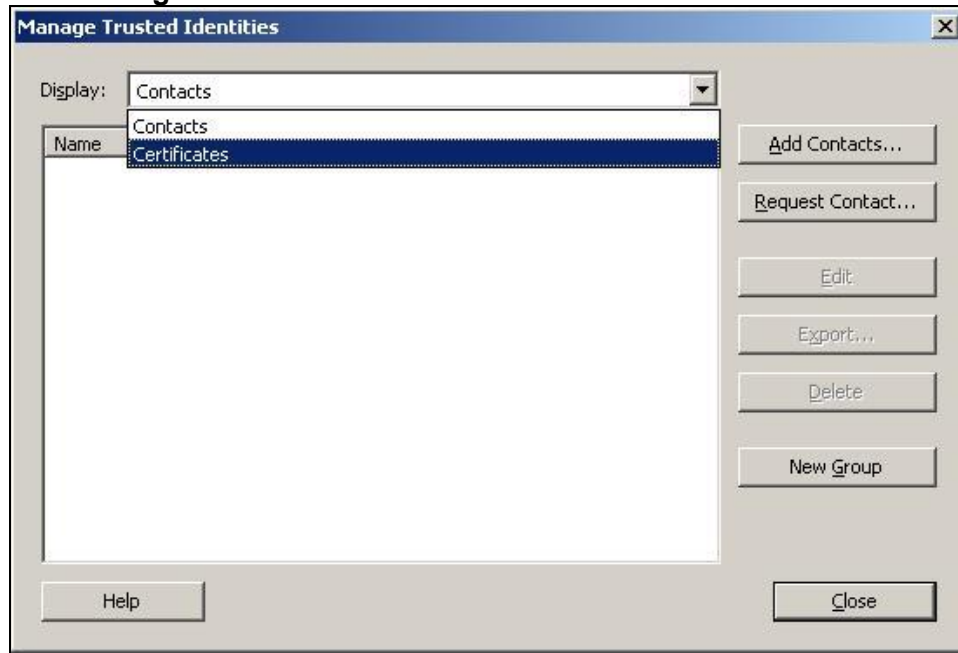 Manage Trusted Identities
Display: Contacts
Contacts
Certificates
Name
Add Contacts...
Request Contact...
Edit
Export...
Delete
New Group
Help
Close